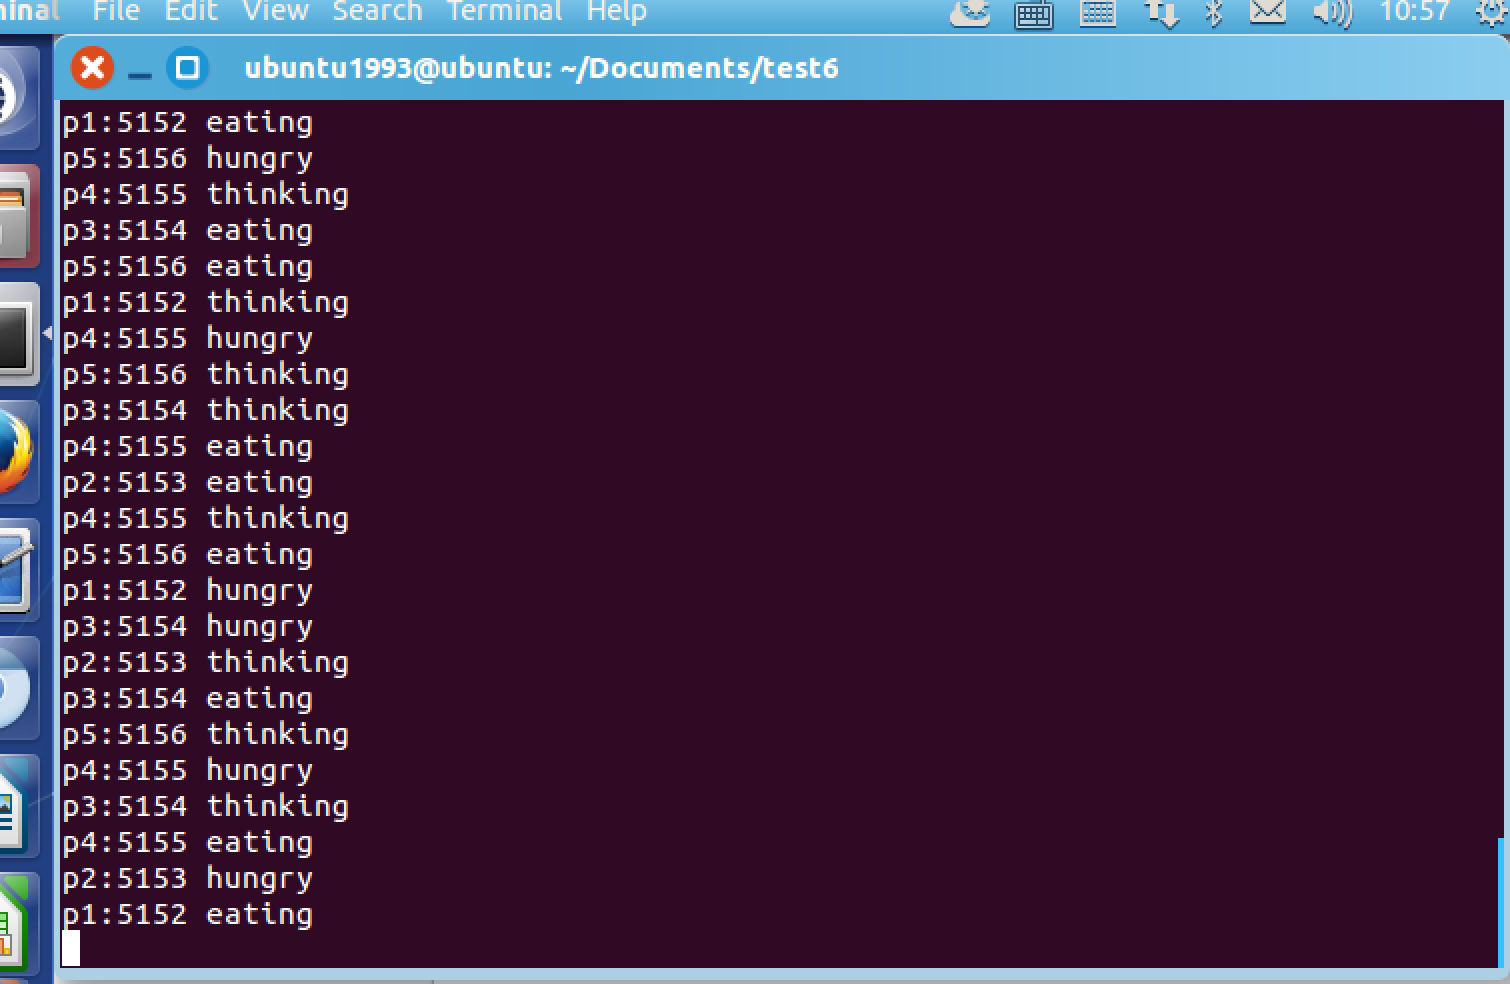 File Edit View Search Terminal Help 10:57
ubuntu1993@ubuntu: ~/Documents/test6
p1:5152 eating
p5:5156 hungry
p4:5155 thinking
p3:5154 eating
p5:5156 eating
p1:5152 thinking
p4:5155 hungry
p5:5156 thinking
p3:5154 thinking
p4:5155 eating
p2:5153 eating
p4:5155 thinking
p5:5156 eating
p1:5152 hungry
p3:5154 hungry
p2:5153 thinking
p3:5154 eating
p5:5156 thinking
p4:5155 hungry
p3:5154 thinking
p4:5155 eating
p2:5153 hungry
p1:5152 eating